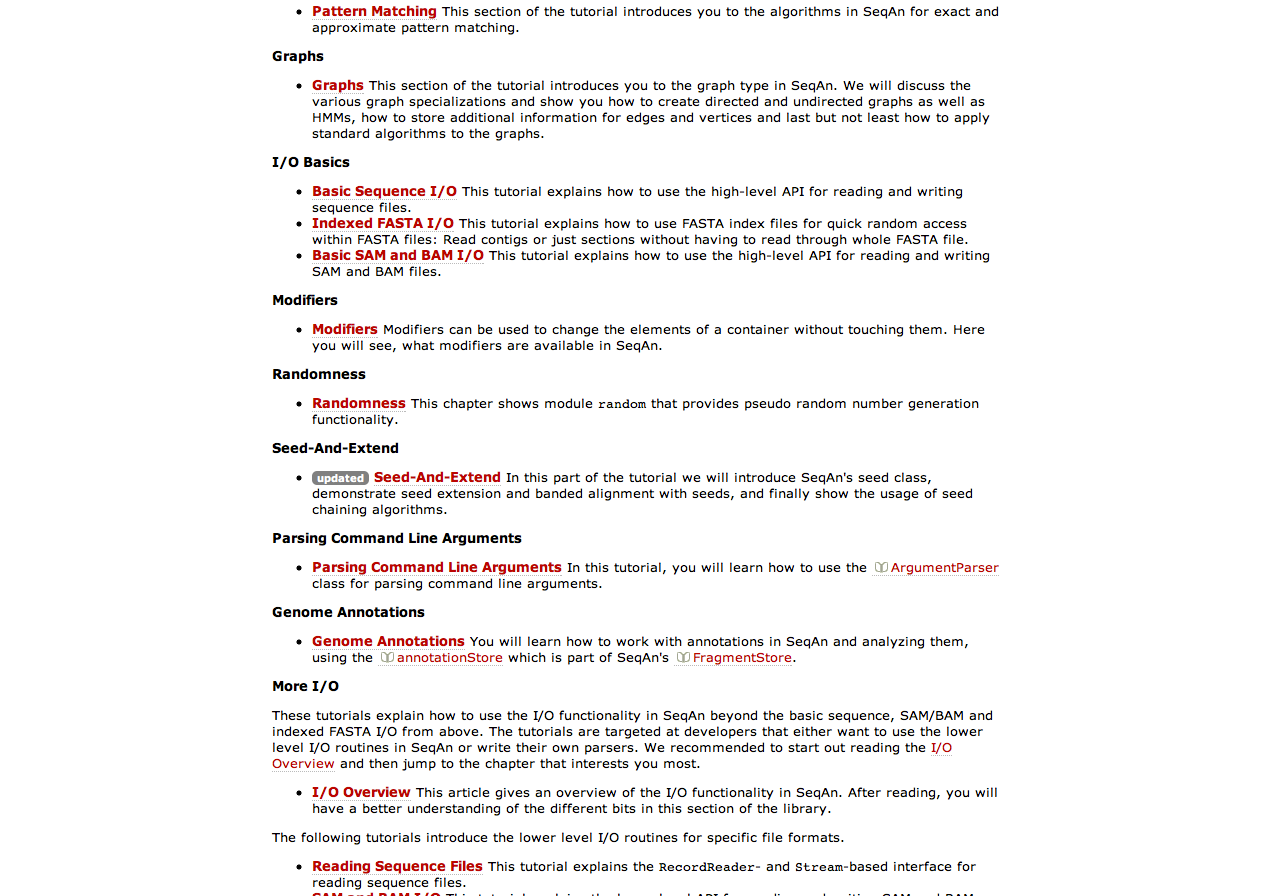 Pattern Matching This section of the tutorial introduces you to the algorithms in SeqAn for exact and
approximate pattern matching.
Graphs
Graphs This section of the tutorial introduces you to the graph type in SeqAn. We will discuss the
various graph specializations and show you how to create directed and undirected graphs as well as
HMMs, how to store additional information for edges and vertices and last but not least how to apply
standard algorithms to the graphs.
I/O Basics
Basic Sequence I/O This tutorial explains how to use the high-level API for reading and writing
sequence files.
Indexed FASTA I/O This tutorial explains how to use FASTA index files for quick random access
within FASTA files: Read contigs or just sections without having to read through whole FASTA file.
Basic SAM and BAM I/O This tutorial explains how to use the high-level API for reading and writing
SAM and BAM files.
Modifiers
Modifiers Modifiers can be used to change the elements of a container without touching them. Here
you will see, what modifiers are available in SeqAn.
Randomness
Randomness This chapter shows module random that provides pseudo random number generation
functionality.
Seed-And-Extend
updated Seed-And-Extend In this part of the tutorial we will introduce SeqAn's seed class,
demonstrate seed extension and banded alignment with seeds, and finally show the usage of seed
chaining algorithms.
Parsing Command Line Arguments
Parsing Command Line Arguments In this tutorial, you will learn how to use the ArgumentParser
class for parsing command line arguments.
Genome Annotations
Genome Annotations You will learn how to work with annotations in SeqAn and analyzing them,
using the annotationStore which is part of SeqAn's FragmentStore.
More I/O
These tutorials explain how to use the I/O functionality in SeqAn beyond the basic sequence, SAM/BAM and
indexed FASTA I/O from above. The tutorials are targeted at developers that either want to use the lower
level I/O routines in SeqAn or write their own parsers. We recommended to start out reading the I/O
Overview and then jump to the chapter that interests you most.
I/O Overview This article gives an overview of the I/O functionality in SeqAn. After reading, you will
have a better understanding of the different bits in this section of the library.
The following tutorials introduce the lower level I/O routines for specific file formats.
Reading Sequence Files This tutorial explains the RecordReader- and Stream-based interface for
reading sequence files.